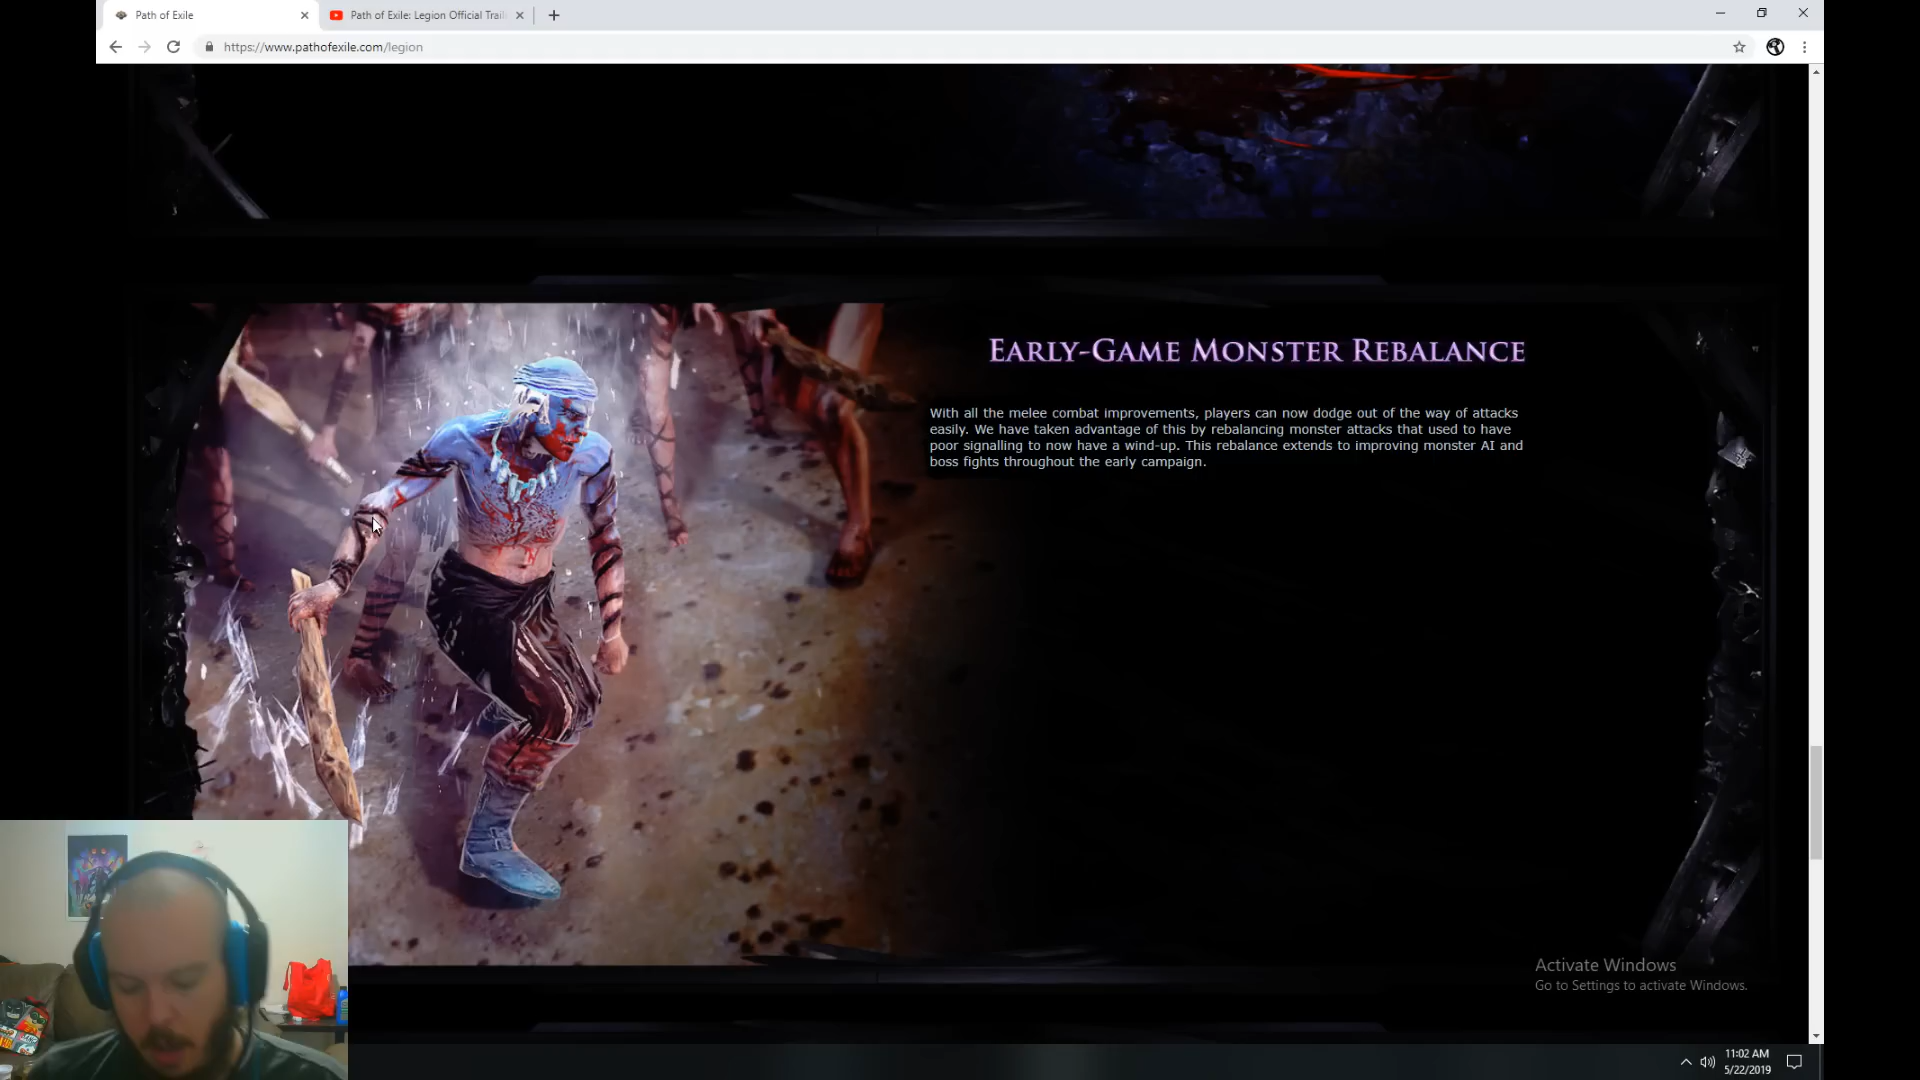 Path of Exile
Path of Exile: Legion Official Trail
https://www.pathofexile.com/legion
EARLY-GAME MONSTER REBALANCE
With all the melee combat improvements, players can now dodge out of the way of attacks
easily. We have taken advantage of this by rebalancing monster attacks that used to have
poor signalling to now have a wind-up. This rebalance extends to improving monster AI and
boss fights throughout the early campaign.
Activate Windows
Go to Settings to activate Windows.
11:02 AM
5/22/2019